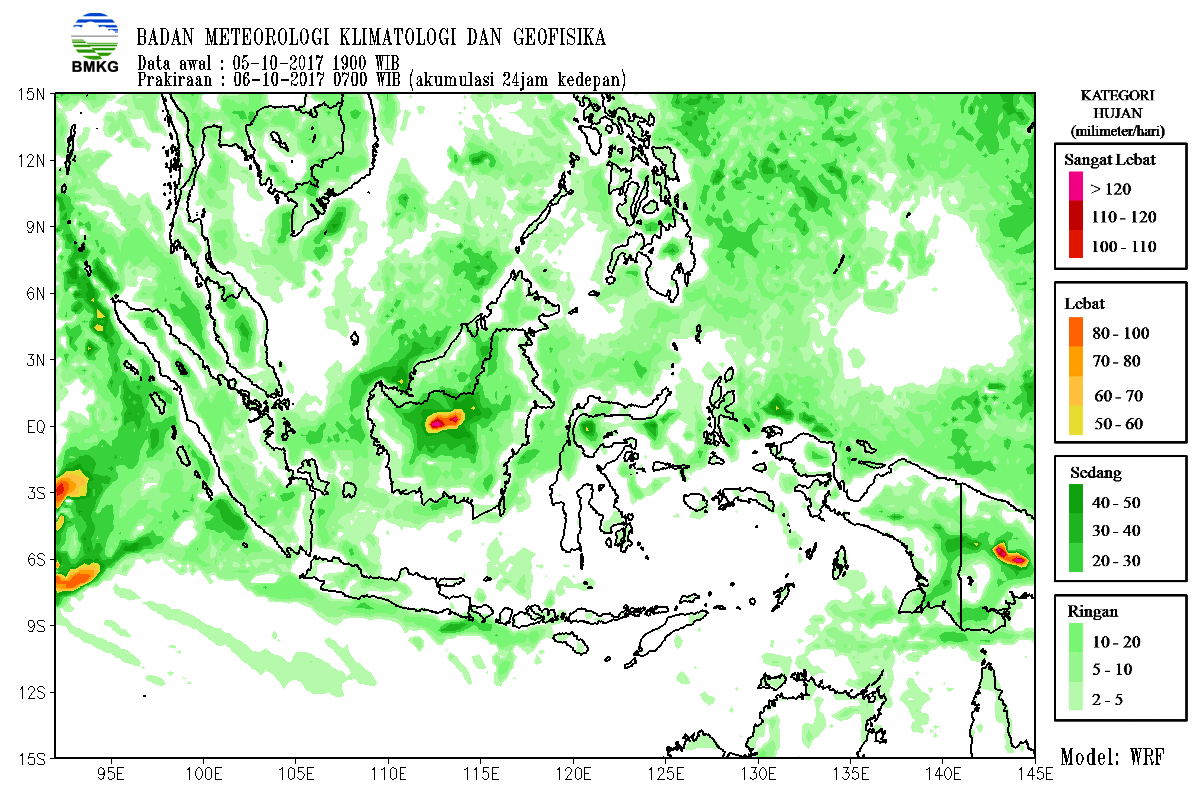 BMKG
BADAN METEOROLOGI KLIMATOLOGI DAN GEOFISIKA
Data awal : 05-10-2017 1900 WIB
Prakiraan : 06-10-2017 0700 WIB (akumulasi 24jam kedepan)
15N
12N
9N
6N
3N
EQ
3S
6S
9S
12S
15S
95E
100E
105E
110E
115E
120E
125E
130E
135E
140E
145E
KATEGORI
HUJAN
(milimeter/hari)
Sangat Lebat
> 120
110 - 120
100 - 110
Lebat
80 - 100
70 - 80
60 - 70
50 - 60
Sedang
40 - 50
30 - 40
20 - 30
Ringan
10 - 20
5 - 10
2 - 5
Model: WRF